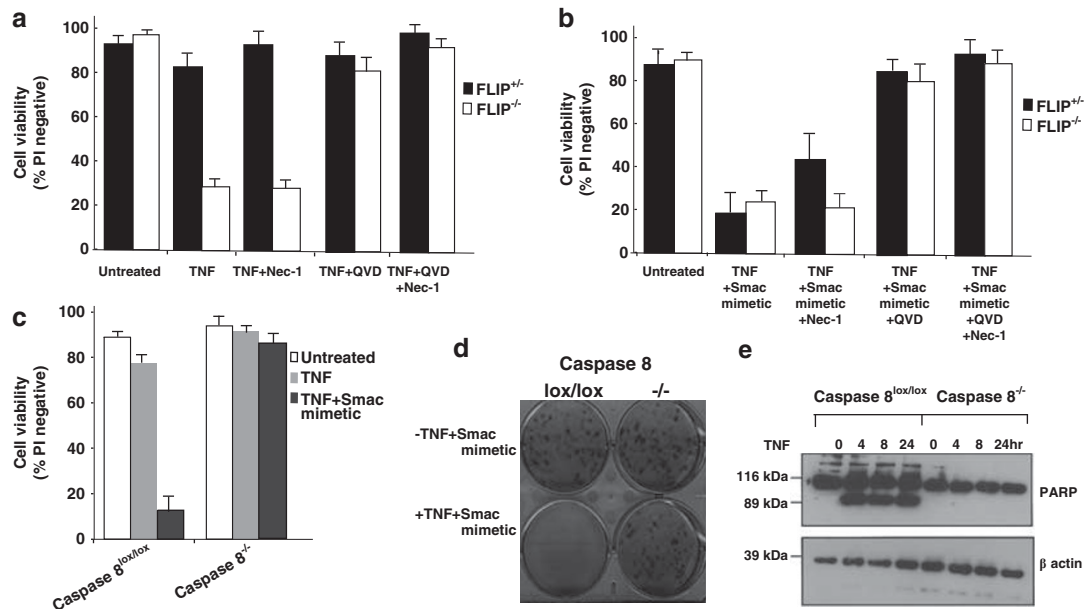 a
100
80
60
40
20
0
Cell viability
(% PI negative)
FLIP+/-
FLIP-/-
Untreated
TNF
TNF+Nec-1
TNF+QVD
TNF+QVD
+Nec-1
b
100
80
60
40
20
0
Cell viability
(% PI negative)
FLIP+/-
FLIP-/-
Untreated
TNF
+Smac
mimetic
TNF
+Smac
mimetic
+Nec-1
TNF
+Smac
mimetic
+QVD
TNF
+Smac
mimetic
+QVD
+Nec-1
c
100
80
60
40
20
0
Cell viability
(% PI negative)
Untreated
TNF
TNF+Smac
mimetic
Caspase 8lox/lox
Caspase 8-/-
d
Caspase 8
lox/lox -/-
-TNF+Smac
mimetic
+TNF+Smac
mimetic
e
Caspase 8lox/lox Caspase 8-/-
TNF 0 4 8 24 0 4 8 24hr
116 kDa
89 kDa
PARP
39 kDa
β actin